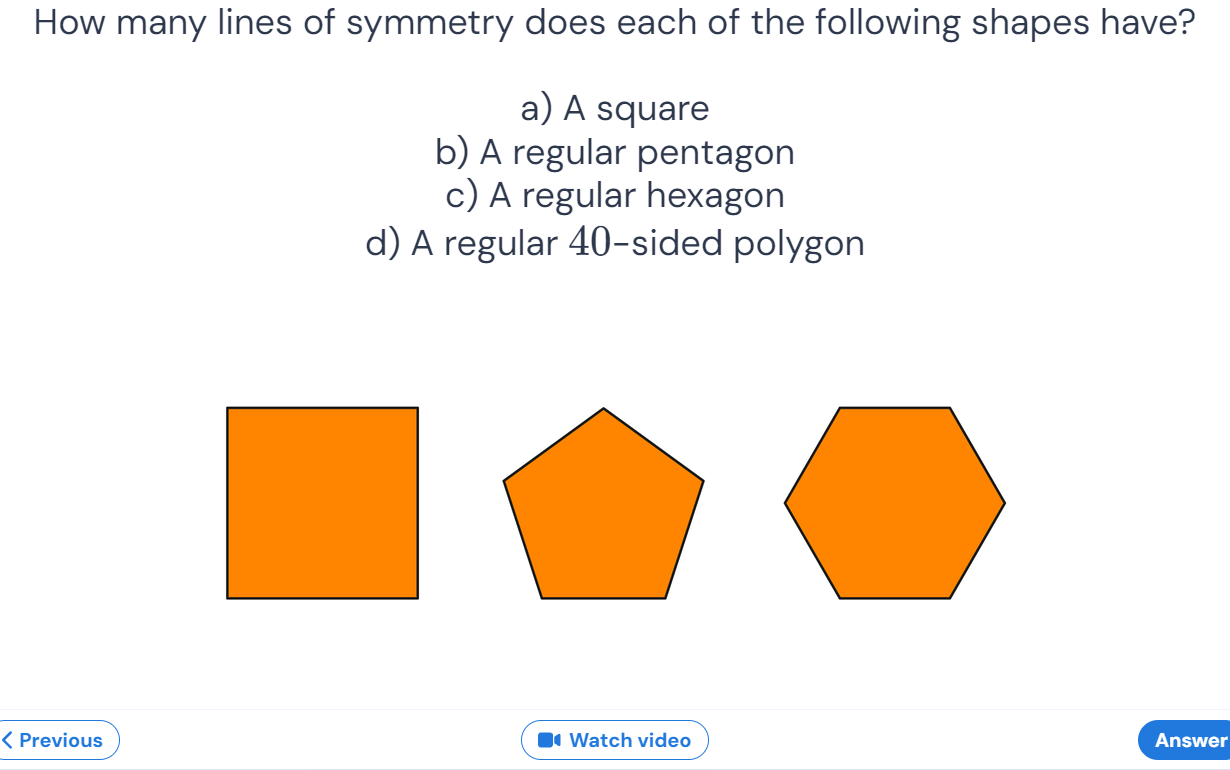 How many lines of symmetry does each of the following shapes have?
a) A square
b) A regular pentagon
c) A regular hexagon
d) A regular 40-sided polygon
Previous
Watch video
Answer